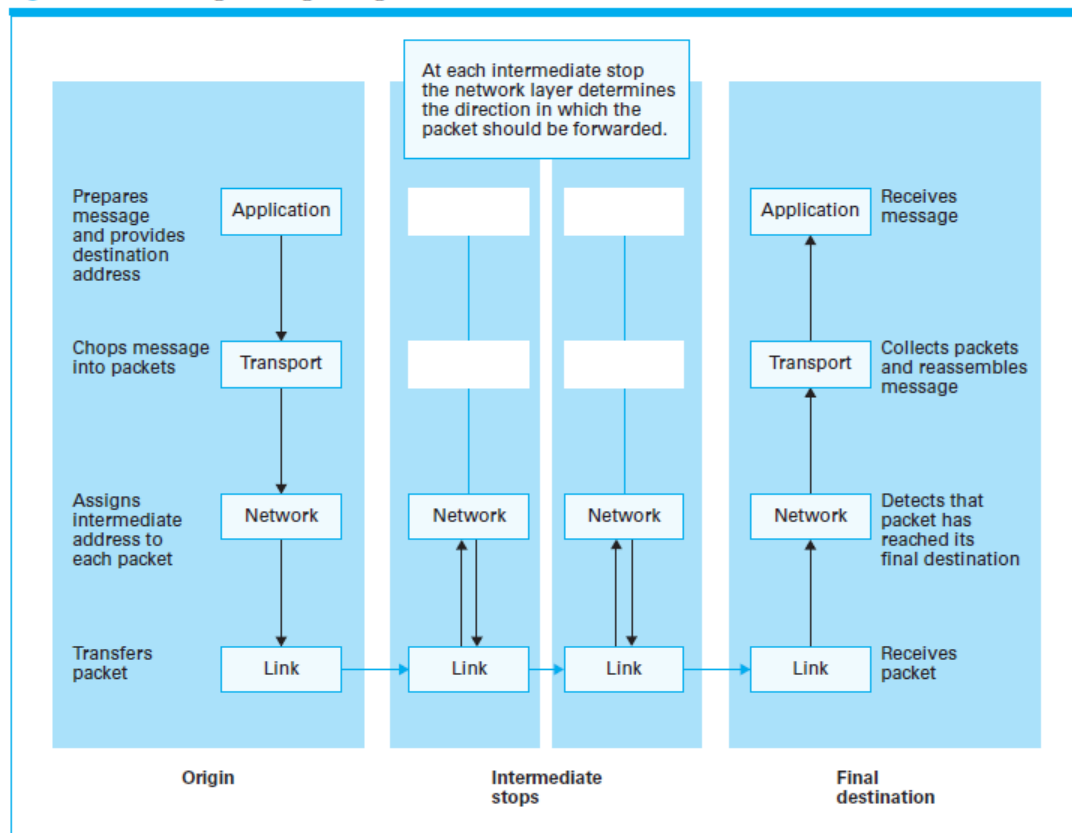 At each intermediate stop
the network layer determines
the direction in which the
packet should be forwarded.
Prepares
message
and provides
destination
address
Application
Application
Receives
message
Chops message
into packets
Transport
Transport
Collects packets
and reassembles
message
Assigns
intermediate
address to
each packet
Network
Network
Network
Network
Detects that
packet has
reached its
final destination
Transfers
packet
Link
Link
Link
Link
Receives
packet
Origin
Intermediate
stops
Final
destination